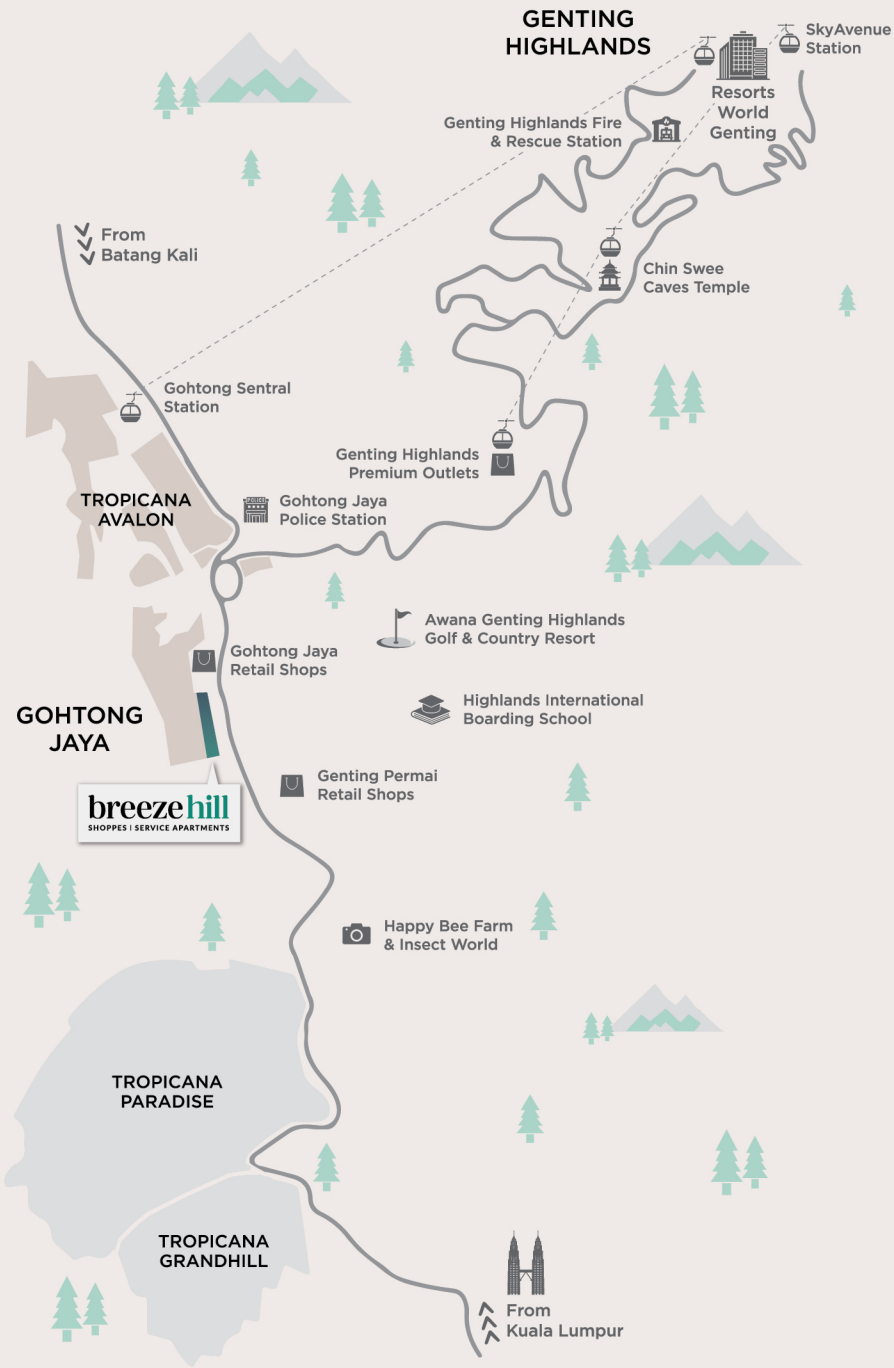 GENTING
HIGHLANDS
SkyAvenue
Station
Resorts
World
Genting
Genting Highlands Fire
& Rescue Station
From
Batang Kali
Chin Swee
Caves Temple
Gohtong Sentral
Station
Genting Highlands
Premium Outlets
TROPICANA
AVALON
POLICE
Gohtong Jaya
Police Station
Awana Genting Highlands
Golf & Country Resort
Gohtong Jaya
Retail Shops
Highlands International
Boarding School
GOHTONG
JAYA
Genting Permai
Retail Shops
breezehill
SHOPPES | SERVICE APARTMENTS
Happy Bee Farm
& Insect World
TROPICANA
PARADISE
TROPICANA
GRANDHILL
From
Kuala Lumpur